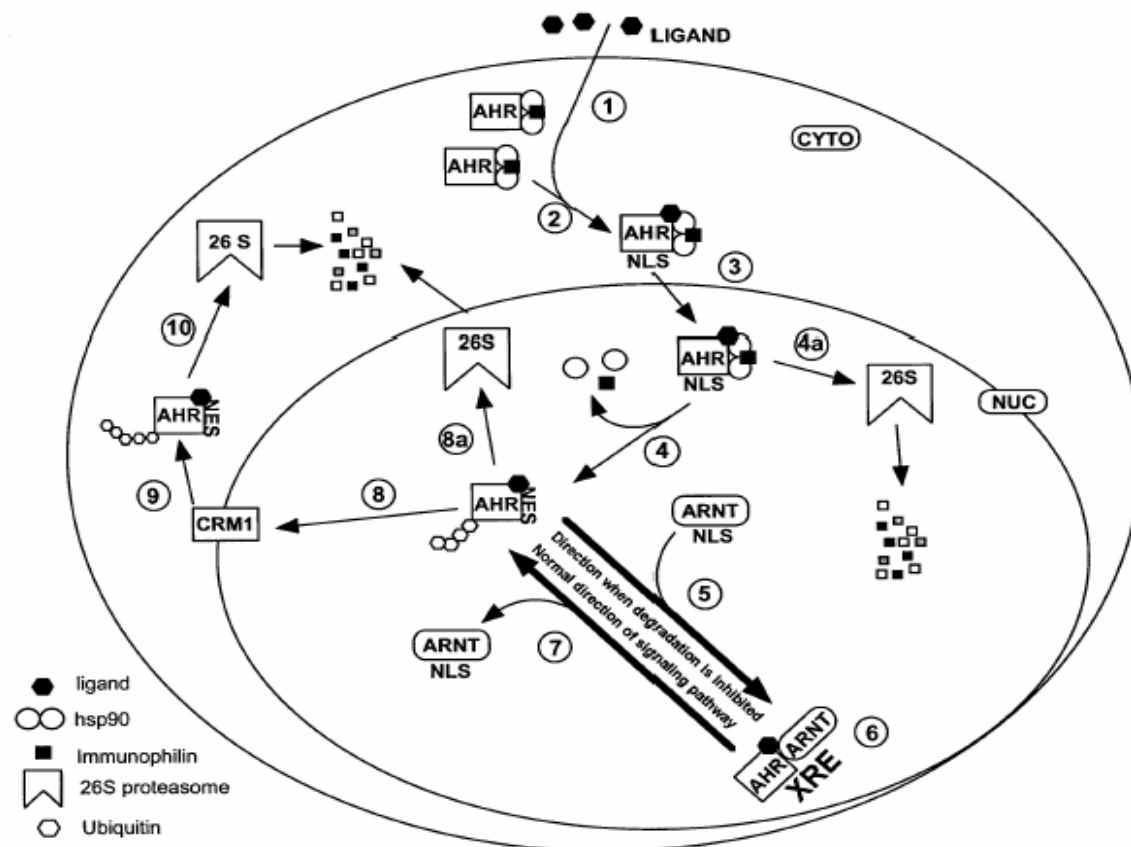 LIGAND
1
AHR
CYTO
AHR
2
AHR
NLS
3
26 S
10
26S
AHR
NLS
4a
26S
NUC
AHR
NES
8a
4
9
CRM1
8
AHR
NES
ARNT
NLS
5
Direction when degradation is inhibited
Normal direction of signaling pathway
7
ARNT
NLS
6
AHR
ARNT
XRE
ligand
hsp90
Immunophilin
26S proteasome
Ubiquitin